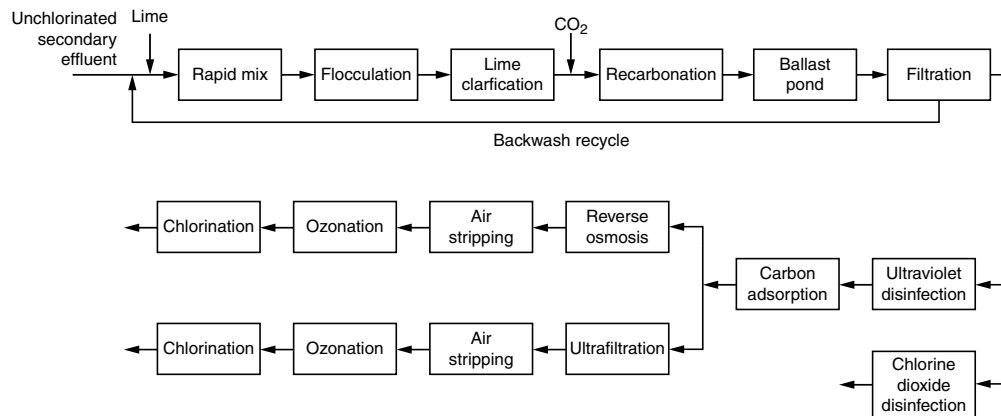 Unchlorinated
secondary
effluent
Lime
CO2
Rapid mix
Flocculation
Lime
clarfication
Recarbonation
Ballast
pond
Filtration
Backwash recycle
Chlorination
Ozonation
Air
stripping
Reverse
osmosis
Carbon
adsorption
Ultraviolet
disinfection
Chlorination
Ozonation
Air
stripping
Ultrafiltration
Chlorine
dioxide
disinfection